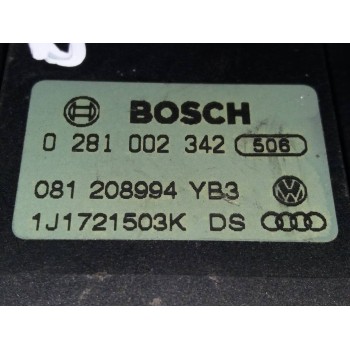 BOSCH
0 281 002 342 506
081 208994 YB3
1J1721503K DS